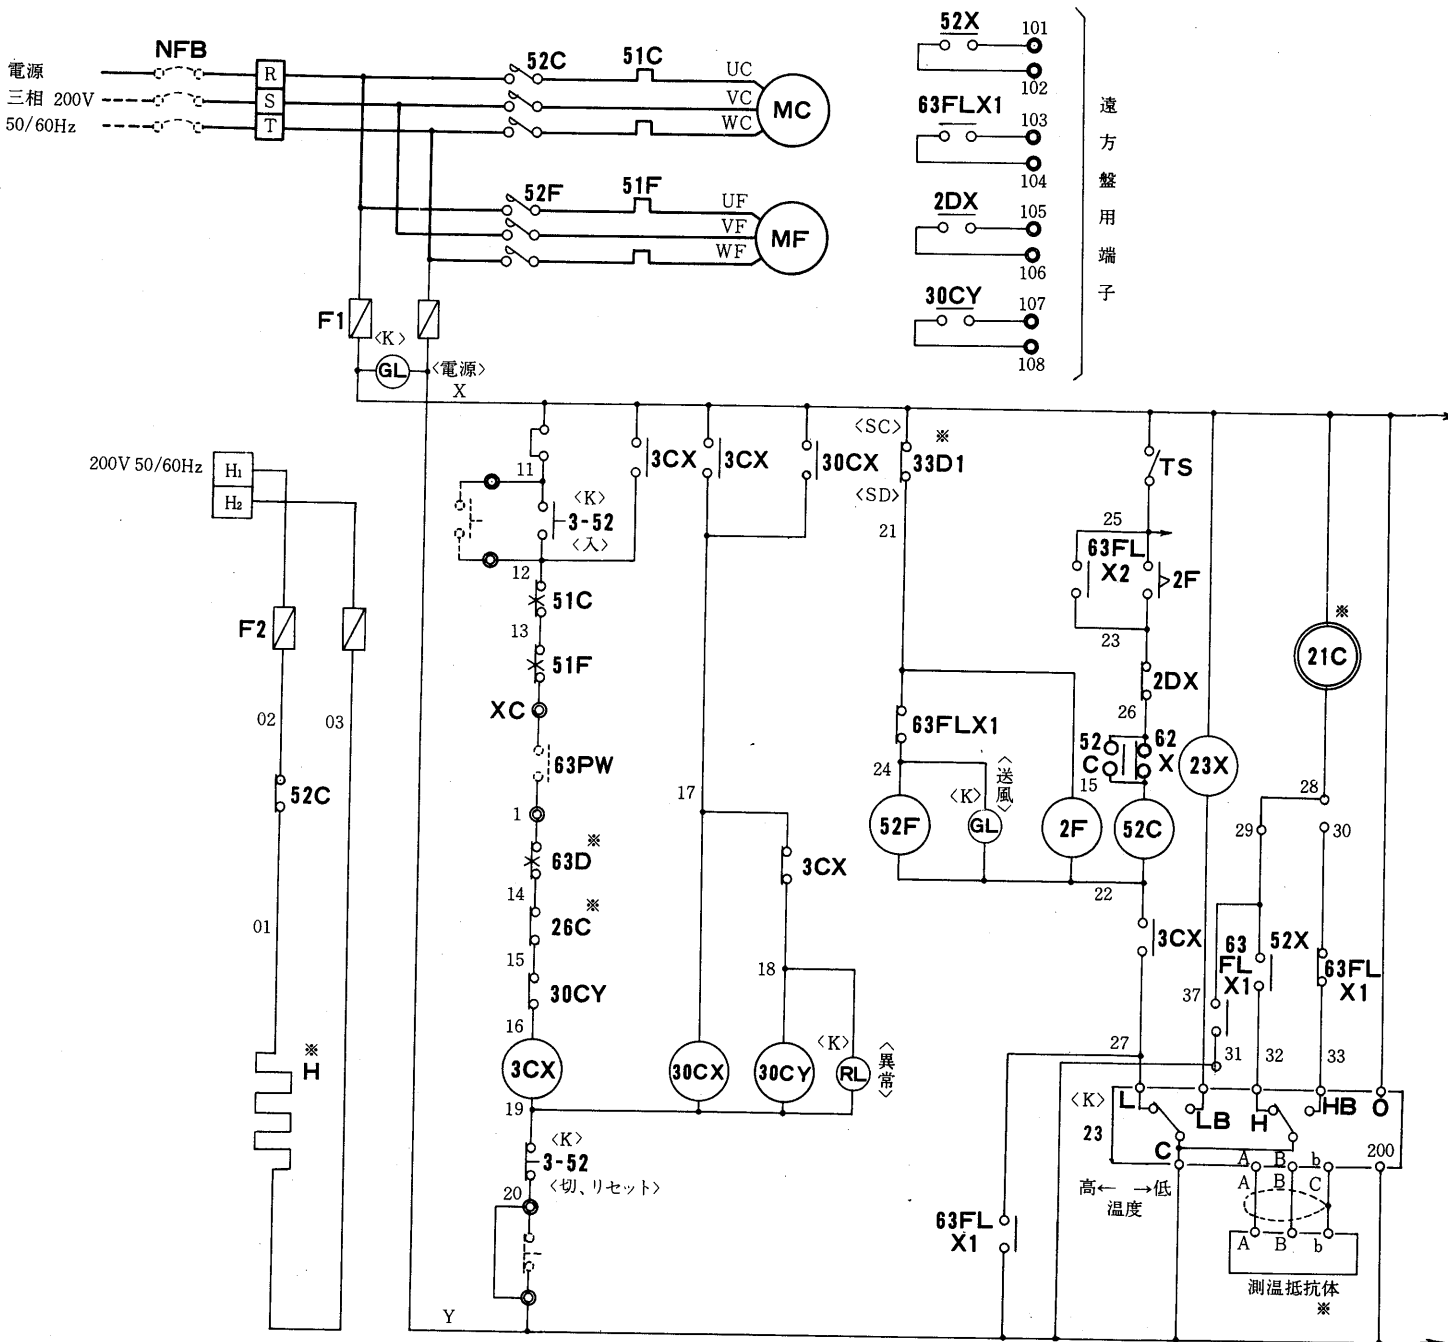 NFB
電源
三相 200V
50/60Hz
R
S
T
52C
51C
UC
VC
WC
MC
52F
51F
UF
VF
WF
MF
52X
101
102
63FLX1
103
104
2DX
105
106
30CY
107
108
遠方盤用端子
F1
〈K〉
GL
〈電源〉
X
200V 50/60Hz
H1
H2
F2
02
03
52C
01
※
H
11
〈K〉
3-52
〈入〉
12
51C
13
51F
XC
63PW
1
※
63D
14
※
26C
15
30CY
16
3CX
19
〈K〉
3-52
〈切、リセット〉
20
Y
3CX
3CX
30CX
17
3CX
18
30CX
30CY
〈K〉
RL
〈異常〉
〈SC〉
※
33D1
〈SD〉
21
63FLX1
24
〈送風〉
〈K〉
52F
GL
2F
TS
25
63FL
X2
2F
23
2DX
26
52
C
62
X
15
52C
22
3CX
27
23X
※
21C
28
29
30
63
FL
X1
52X
63FL
X1
37
31
32
33
〈K〉
23
L
LB
H
HB
O
C
200
A
B
b
A
B
C
高← →低
温度
63FL
X1
A
B
b
測温抵抗体
※